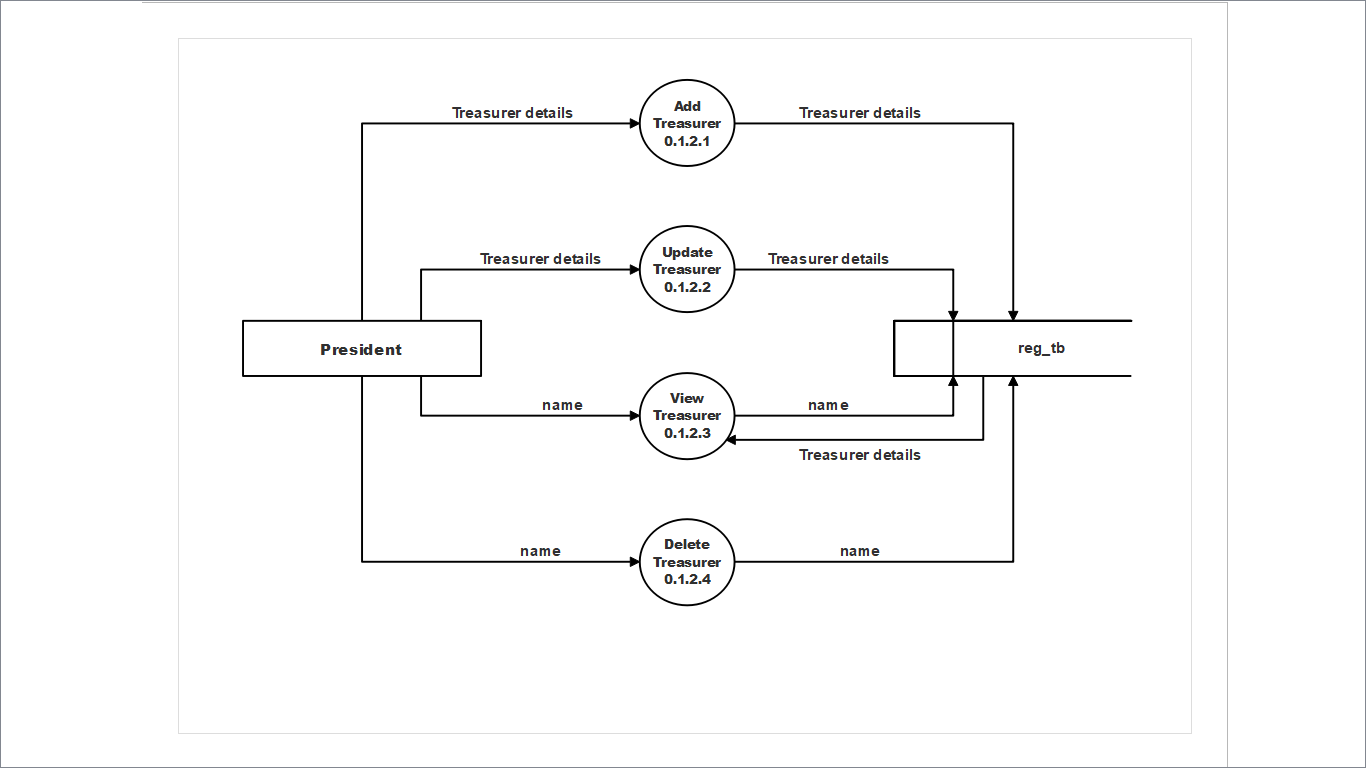 Treasurer details
Add
Treasurer
0.1.2.1
Treasurer details
Treasurer details
Update
Treasurer
0.1.2.2
Treasurer details
President
reg_tb
name
View
Treasurer
0.1.2.3
name
Treasurer details
name
Delete
Treasurer
0.1.2.4
name